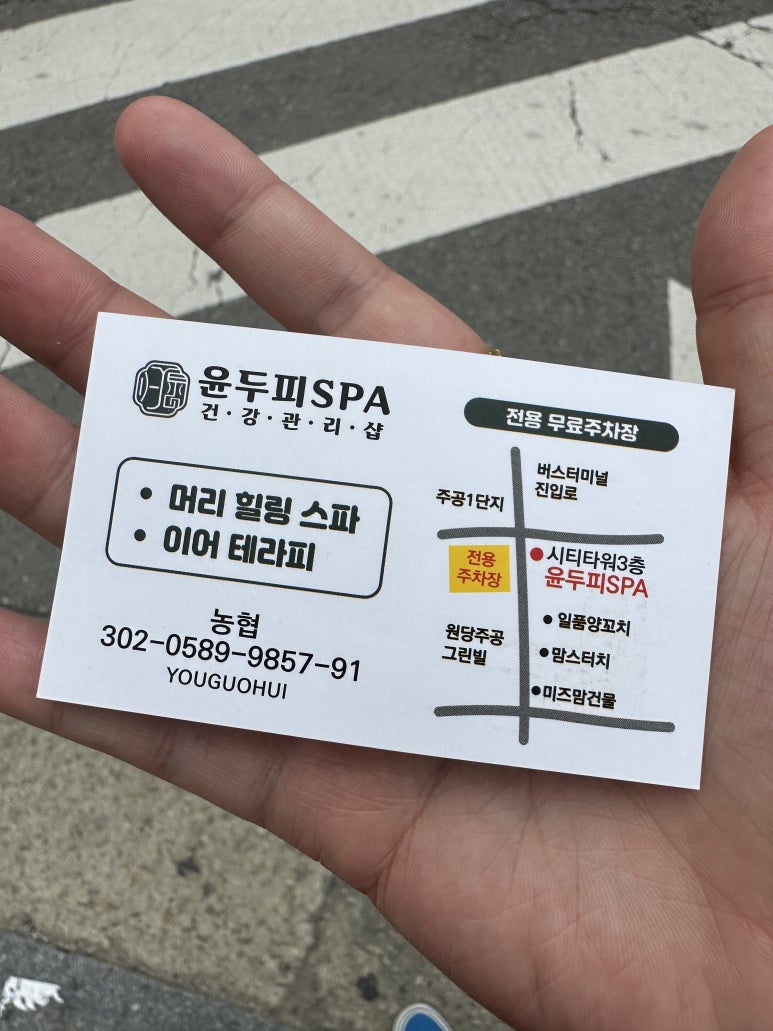 윤두피SPA
건·강·관·리·샵
• 머리 힐링 스파
• 이어 테라피
농협
302-0589-9857-91
YOUGUOHUI
전용 무료주차장
버스터미널
진입로
주공1단지
전용
주차장
시티타워3층
윤두피SPA
일품양꼬치
원당주공
그린빌
맘스터치
미즈맘건물